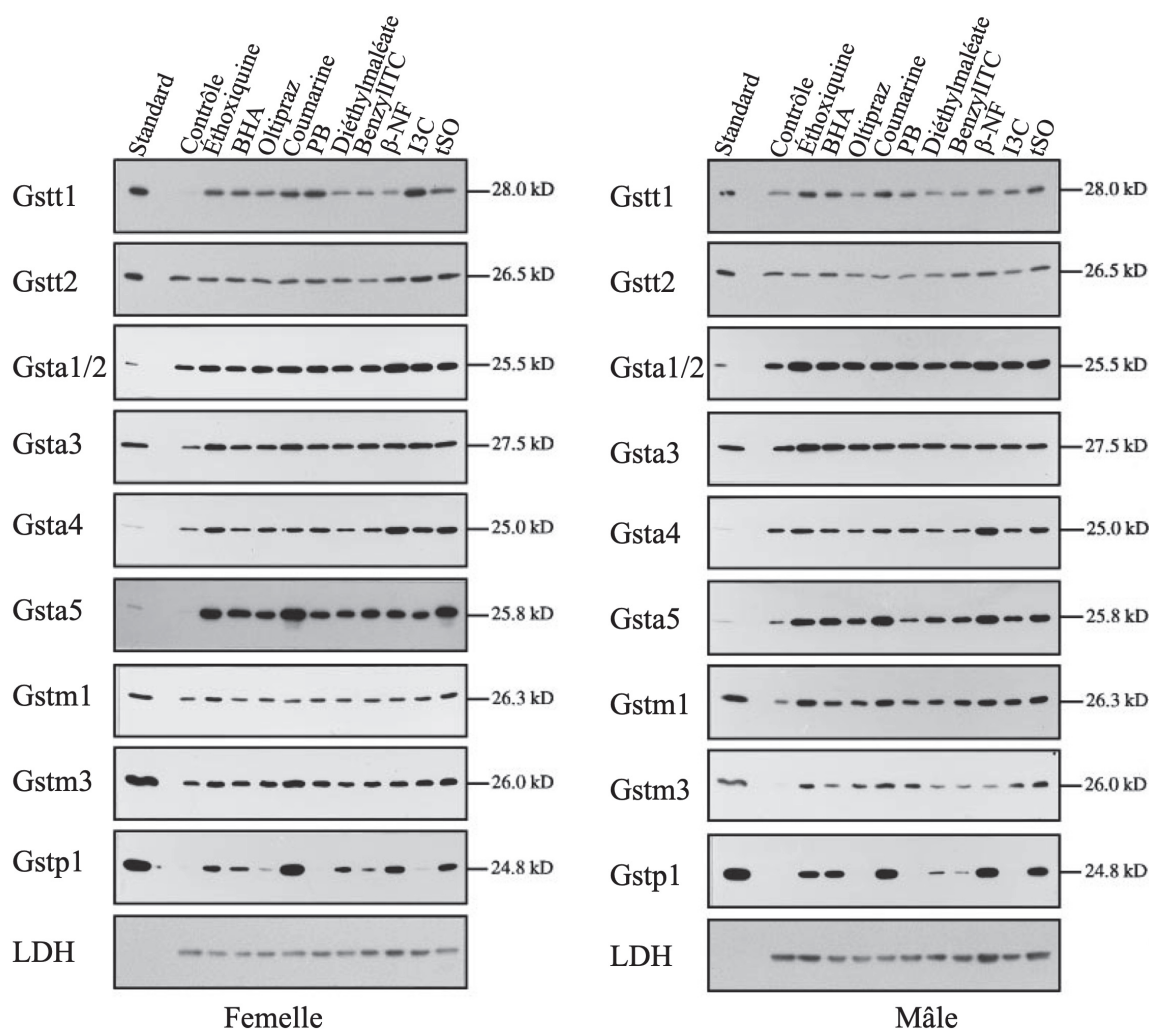 Standard Contrôle Éthoxiquine BHA Oltipraz Coumarine PB Diéthylmaléate BenzylITC β-NF I3C tSO
Gstt1 28.0 kD
Gstt2 26.5 kD
Gsta1/2 25.5 kD
Gsta3 27.5 kD
Gsta4 25.0 kD
Gsta5 25.8 kD
Gstm1 26.3 kD
Gstm3 26.0 kD
Gstp1 24.8 kD
LDH
Femelle
Standard Contrôle Éthoxiquine BHA Oltipraz Coumarine PB Diéthylmaléate BenzylITC β-NF I3C tSO
Gstt1 28.0 kD
Gstt2 26.5 kD
Gsta1/2 25.5 kD
Gsta3 27.5 kD
Gsta4 25.0 kD
Gsta5 25.8 kD
Gstm1 26.3 kD
Gstm3 26.0 kD
Gstp1 24.8 kD
LDH
Mâle